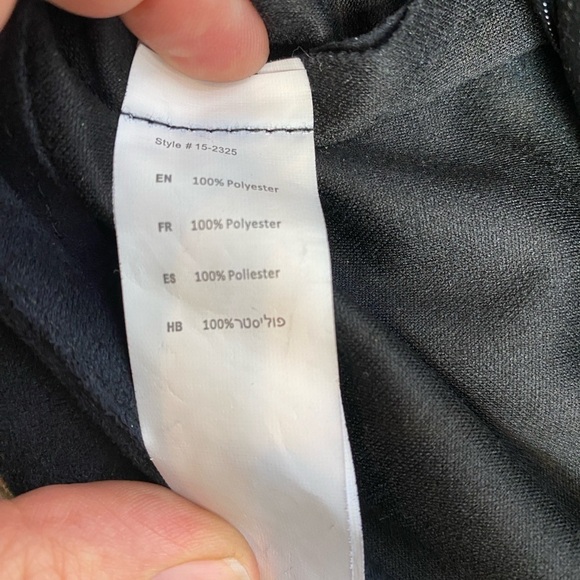 Style # 15-2325
EN 100% Polyester
FR 100% Polyester
ES 100% Poliester
HB 100%פוליסטר